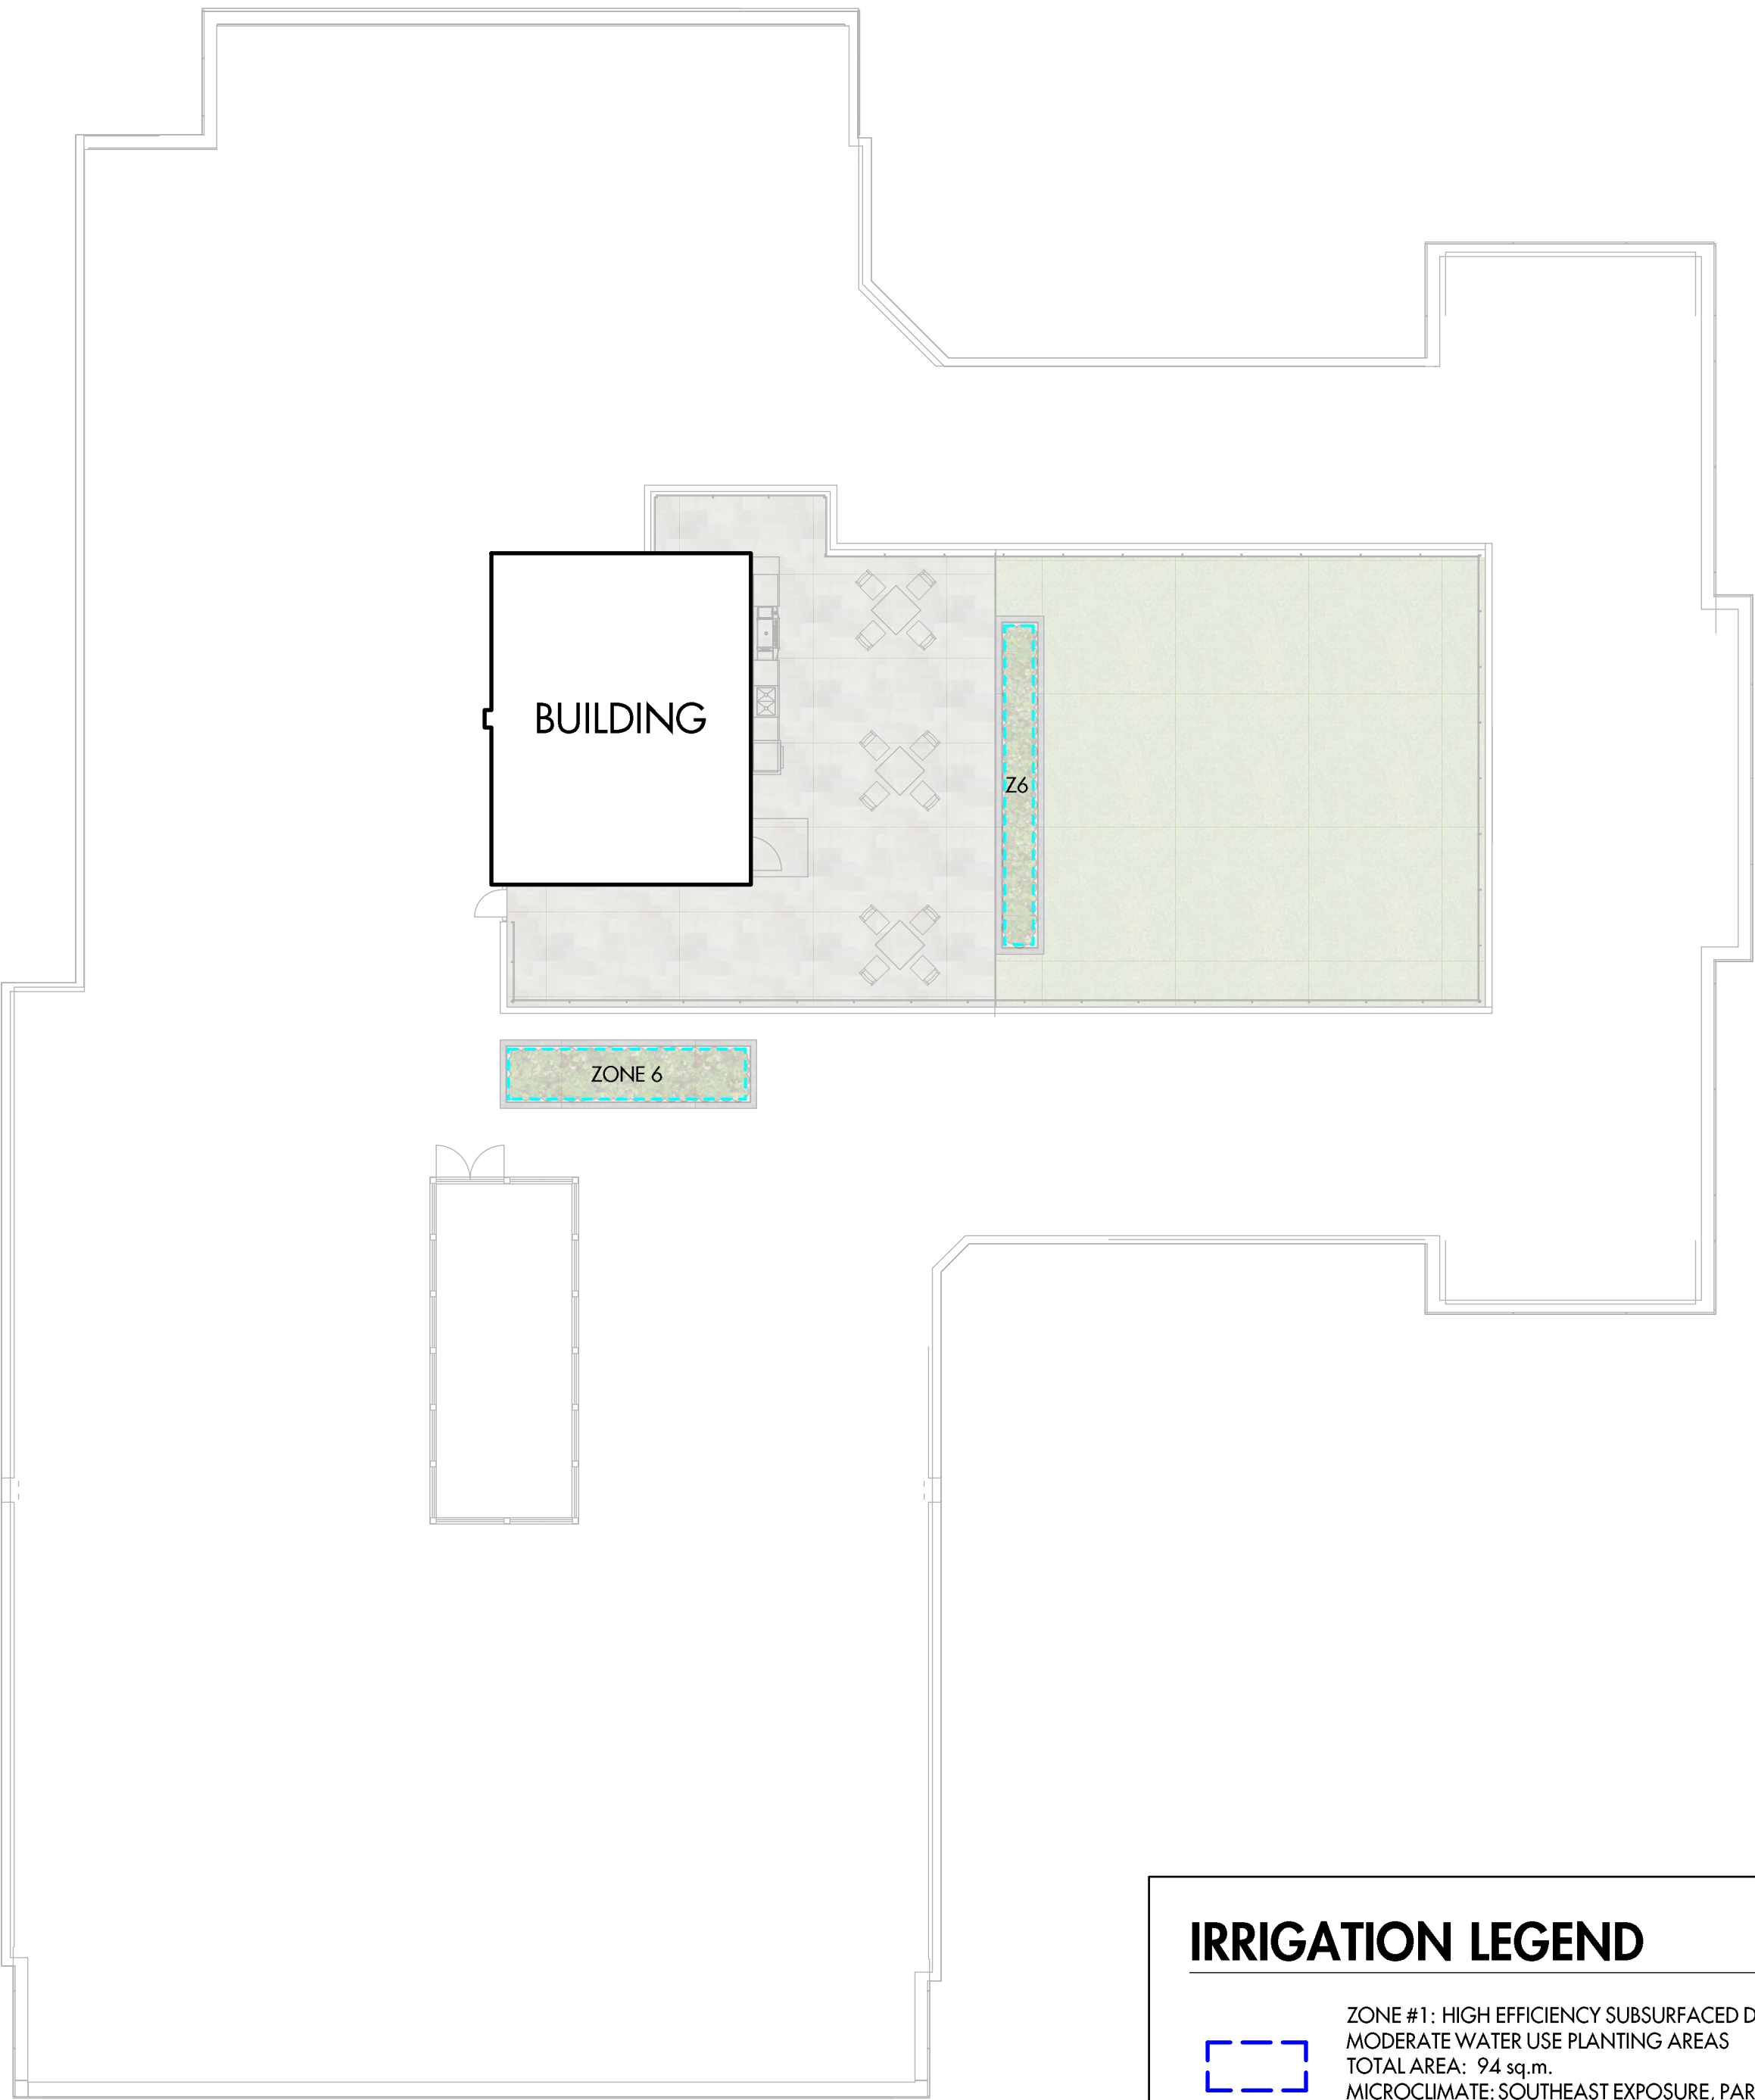 BUILDING
Z6
ZONE 6
IRRIGATION LEGEND
ZONE #1: HIGH EFFICIENCY SUBSURFACED
MODERATE WATER USE PLANTING AREAS
TOTAL AREA: 94 sq.m.
MICROCLIMATE: SOUTHEAST EXPOSURE,